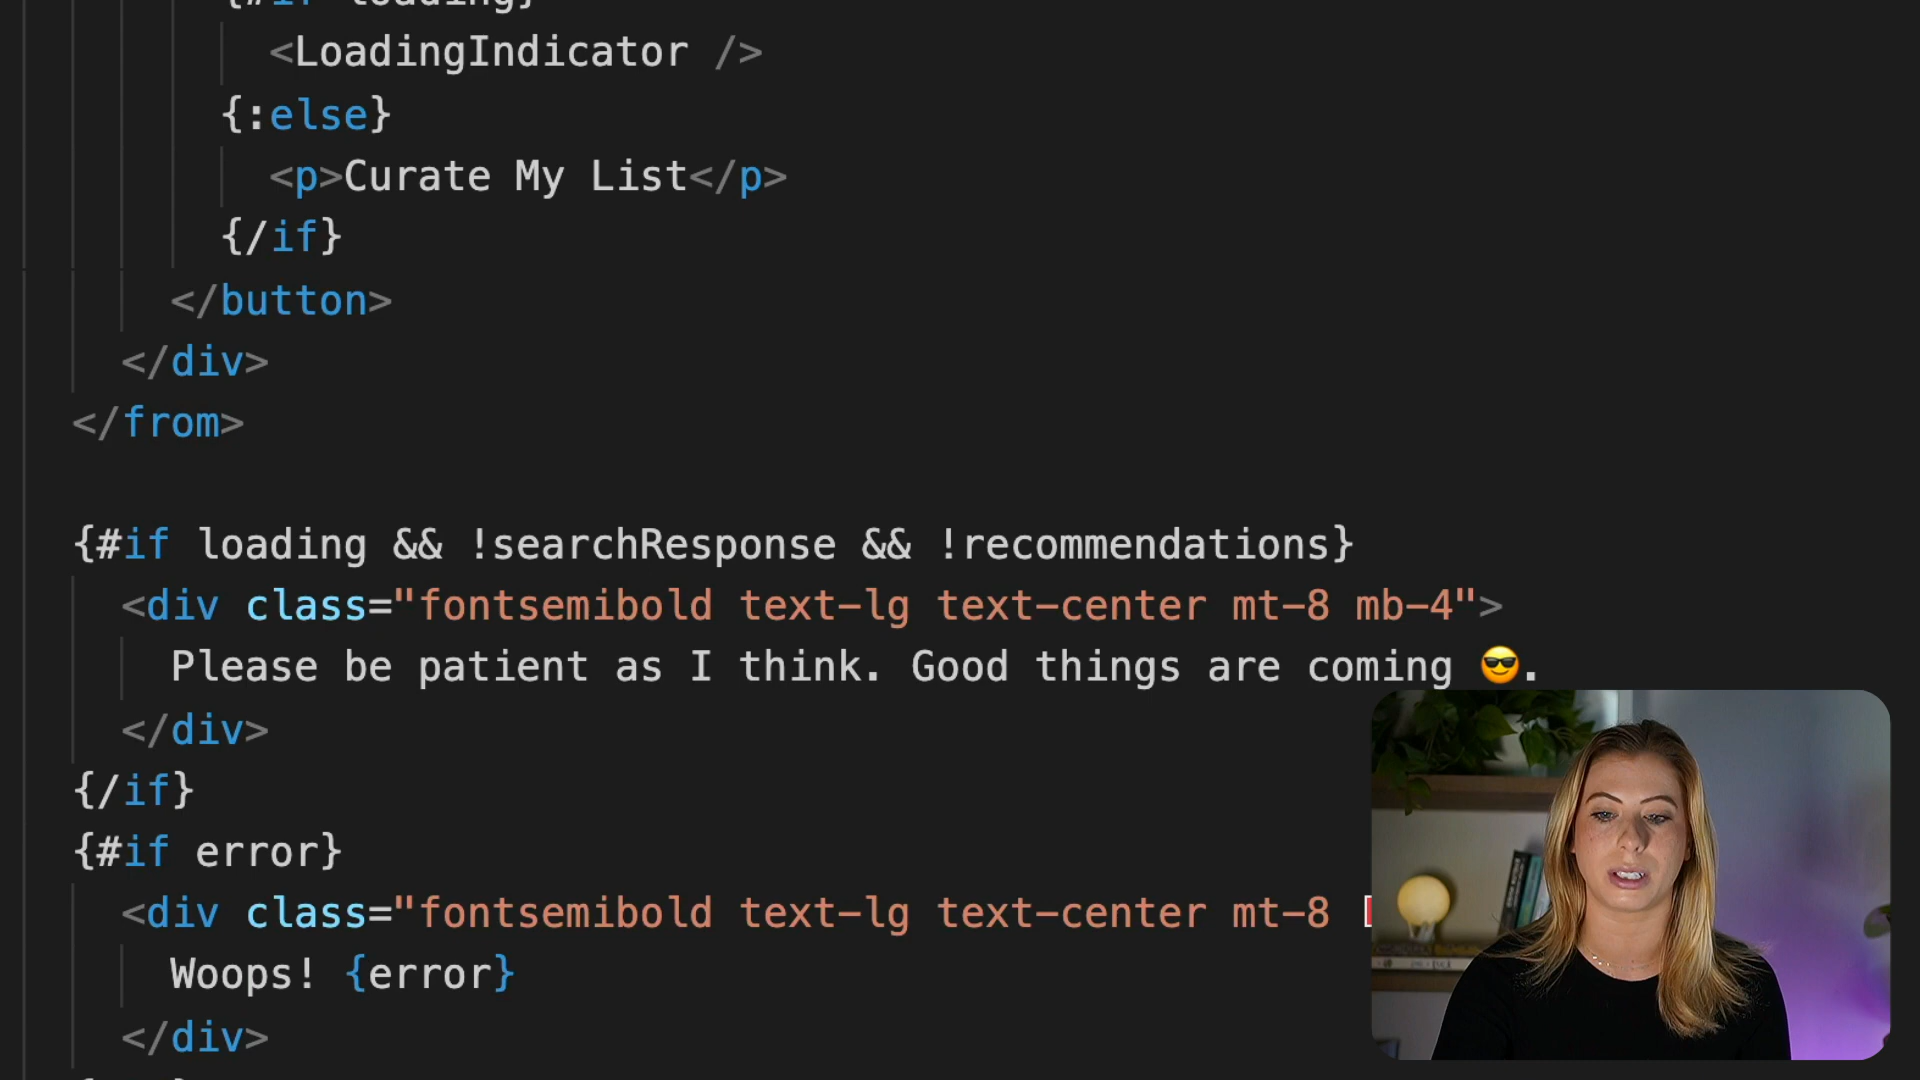 {#if loading}
<LoadingIndicator />
{:else}
<p>Curate My List</p>
{/if}
</button>
</div>
</from>
{#if loading && !searchResponse && !recommendations}
<div class="fontsemibold text-lg text-center mt-8 mb-4">
Please be patient as I think. Good things are coming 😎.
</div>
{/if}
{#if error}
<div class="fontsemibold text-lg text-center mt-8
Woops! {error}
</div>